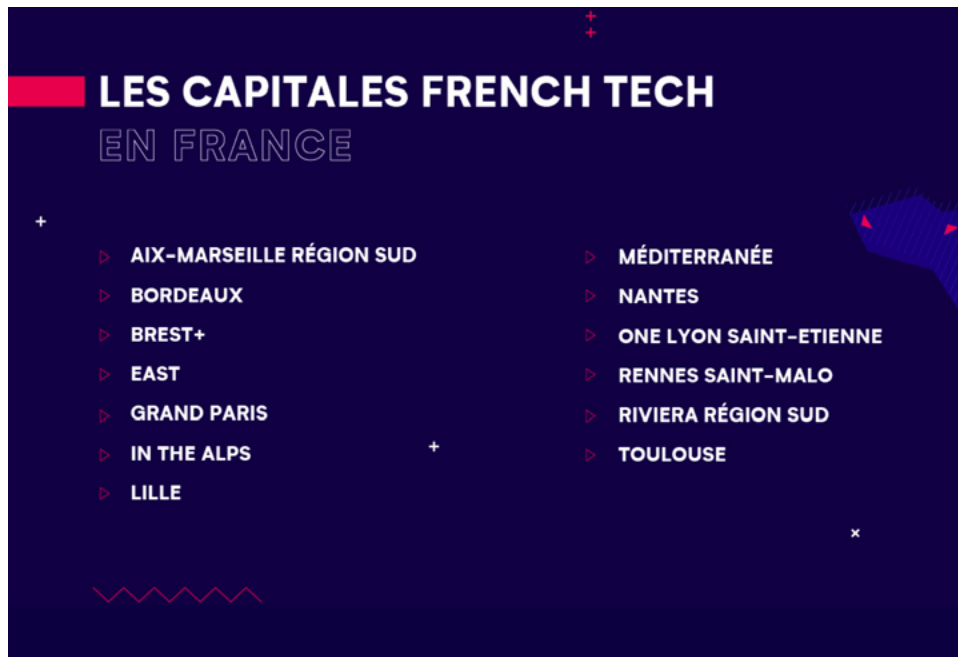 LES CAPITALES FRENCH TECH
EN FRANCE
AIX-MARSEILLE RÉGION SUD
BORDEAUX
BREST+
EAST
GRAND PARIS
IN THE ALPS
LILLE
MÉDITERRANÉE
NANTES
ONE LYON SAINT-ETIENNE
RENNES SAINT-MALO
RIVIERA RÉGION SUD
TOULOUSE